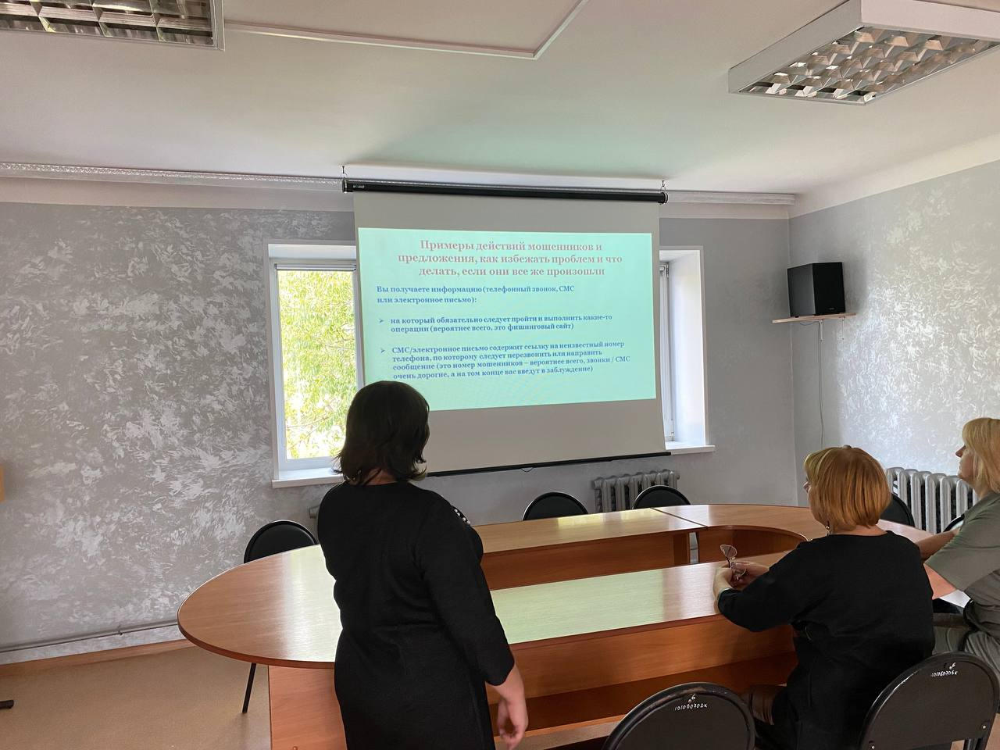 Примеры действий мошенников и
предложения, как избежать проблем и что
делать, если они все же произошли
Вы получаете информацию (телефонный звонок, СМС
или электронное письмо):
на который обязательно следует пройти и выполнить какие-то
операции (вероятнее всего, это фишинговый сайт)
СМС/электронное письмо содержит ссылку на неизвестный номер
телефона, по которому следует перезвонить или направить
сообщение (это номер мошенников – вероятнее всего, звонки / СМС
очень дорогие, а на том конце вас введут в заблуждение)